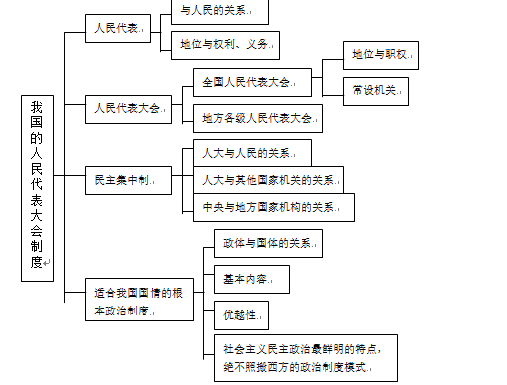 我国的人民代表大会制度
人民代表
与人民的关系
地位与权利、义务
人民代表大会
全国人民代表大会
地位与职权
常设机关
地方各级人民代表大会
民主集中制
人大与人民的关系
人大与其他国家机关的关系
中央与地方国家机构的关系
适合我国国情的根
本政治制度
政体与国体的关系
基本内容
优越性
社会主义民主政治最鲜明的特点，
绝不照搬西方的政治制度模式